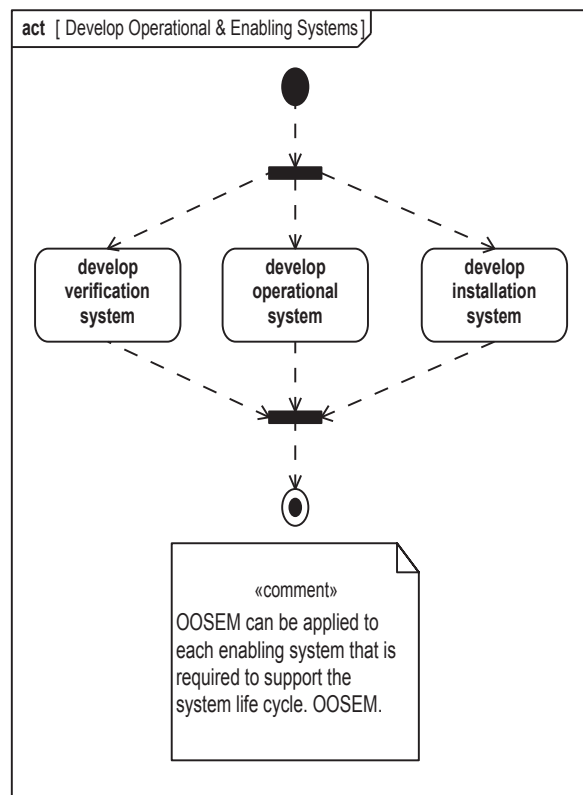 act [ Develop Operational & Enabling Systems ]
develop
verification
system
develop
operational
system
develop
installation
system
«comment»
OOSEM can be applied to
each enabling system that is
required to support the
system life cycle. OOSEM.